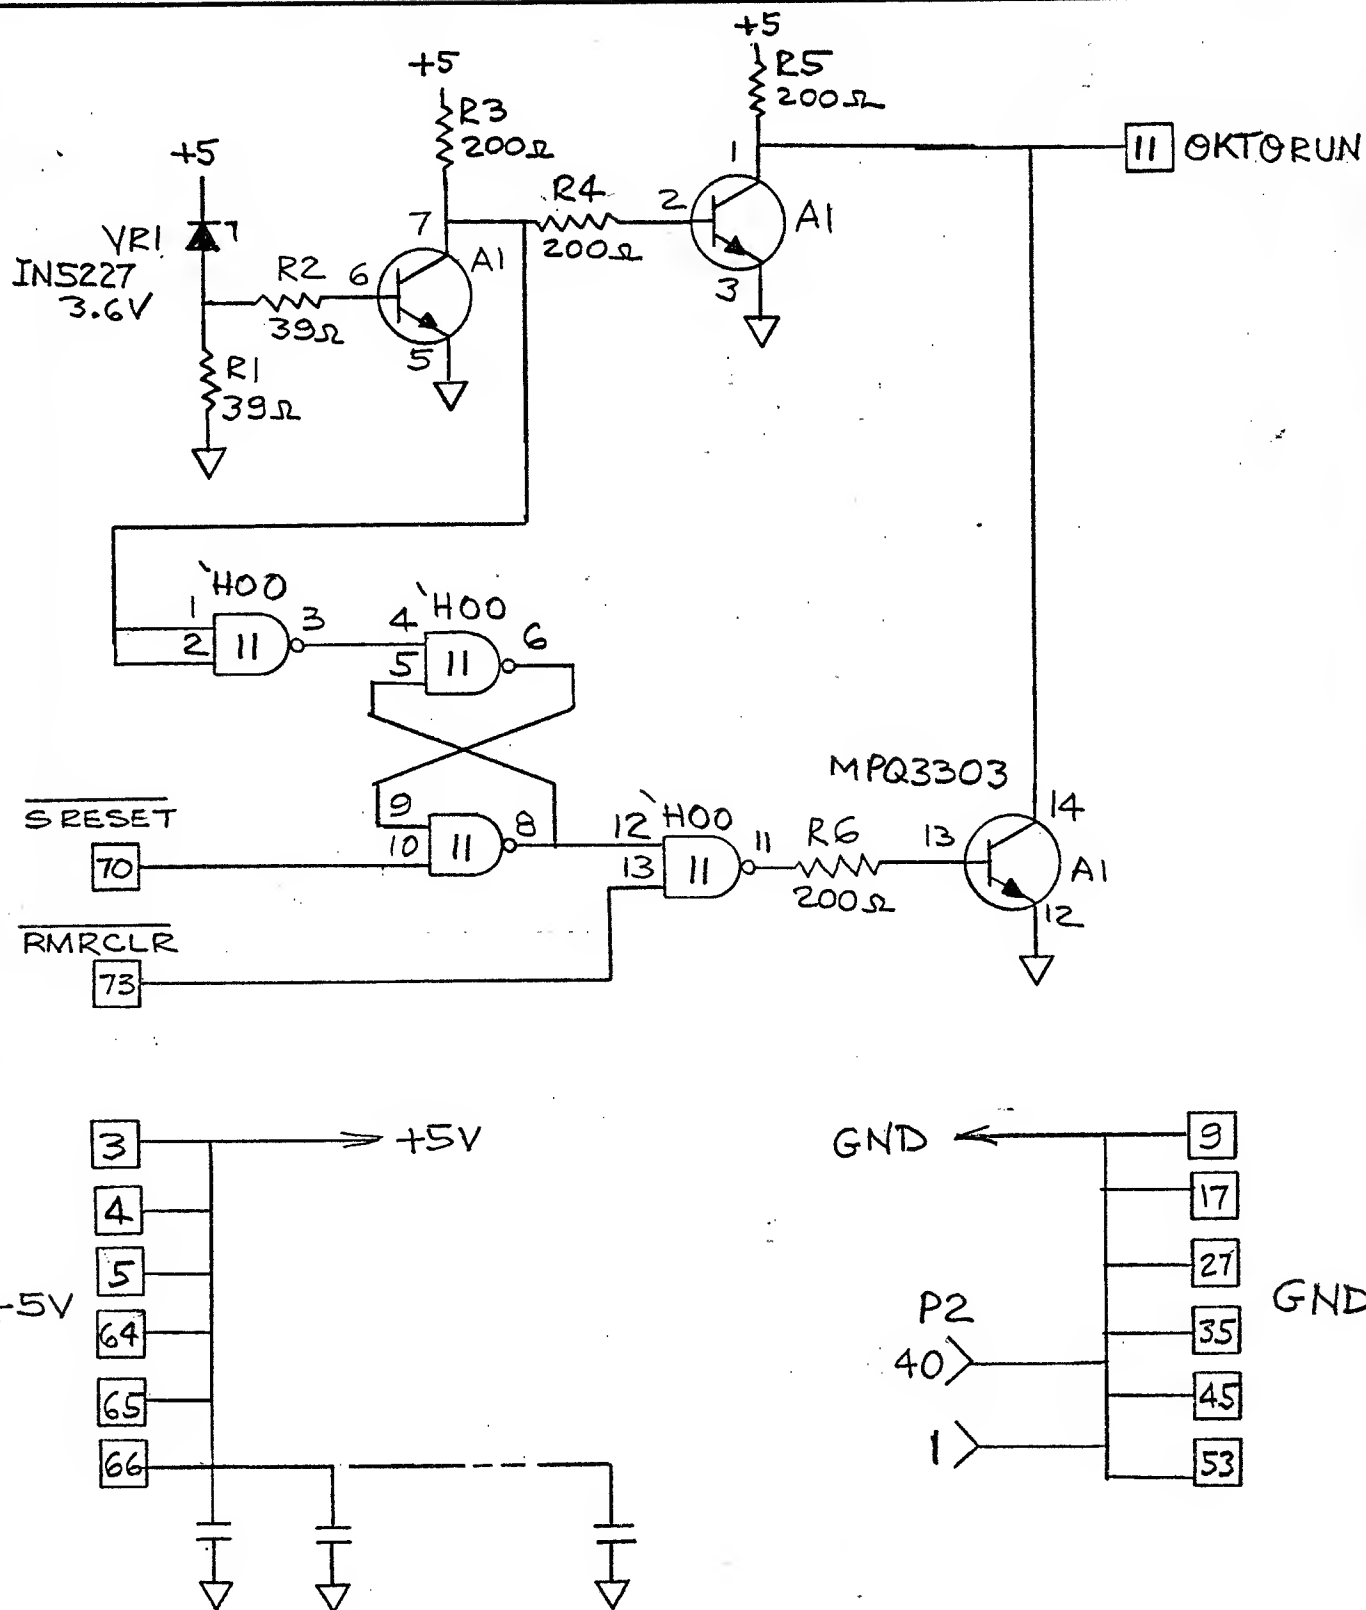 +5
R5
200Ω
+5
R3
200Ω
+5
1
11 OKTORUN
R4
2
A1
200Ω
3
VR1
IN5227
3.6V
7
R2
6
A1
39Ω
5
R1
39Ω
`H00
1
2
11
3
`H00
4
5
11
6
MPQ3303
SRESET
70
9
10
11
8
`H00
12
13
11
11
R6
200Ω
13
14
A1
12
RMRCLR
73
3
+5V
4
5
-5V
64
65
66
GND
9
17
27
GND
P2
35
40
45
1
53